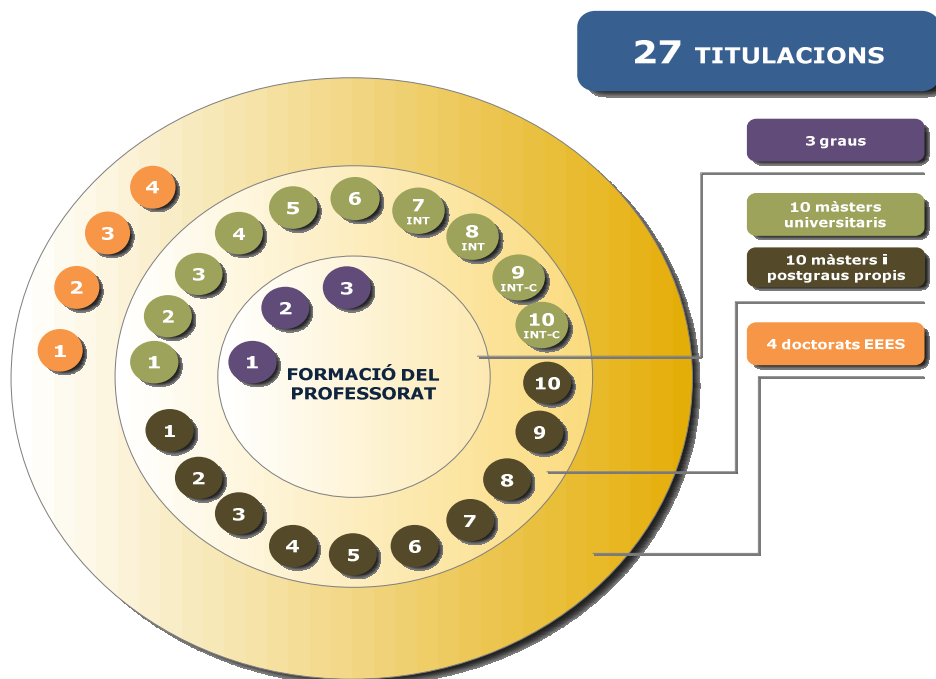 27 TITULACIONS
3 graus
10 màsters
universitaris
10 màsters i
postgraus propis
4 doctorats EEES
4
3
2
1
1
2
3
4
5
6
7
INT
8
INT
9
INT-C
10
INT-C
1
2
3
FORMACIÓ DEL
PROFESSORAT
1
2
3
4
5
6
7
8
9
10